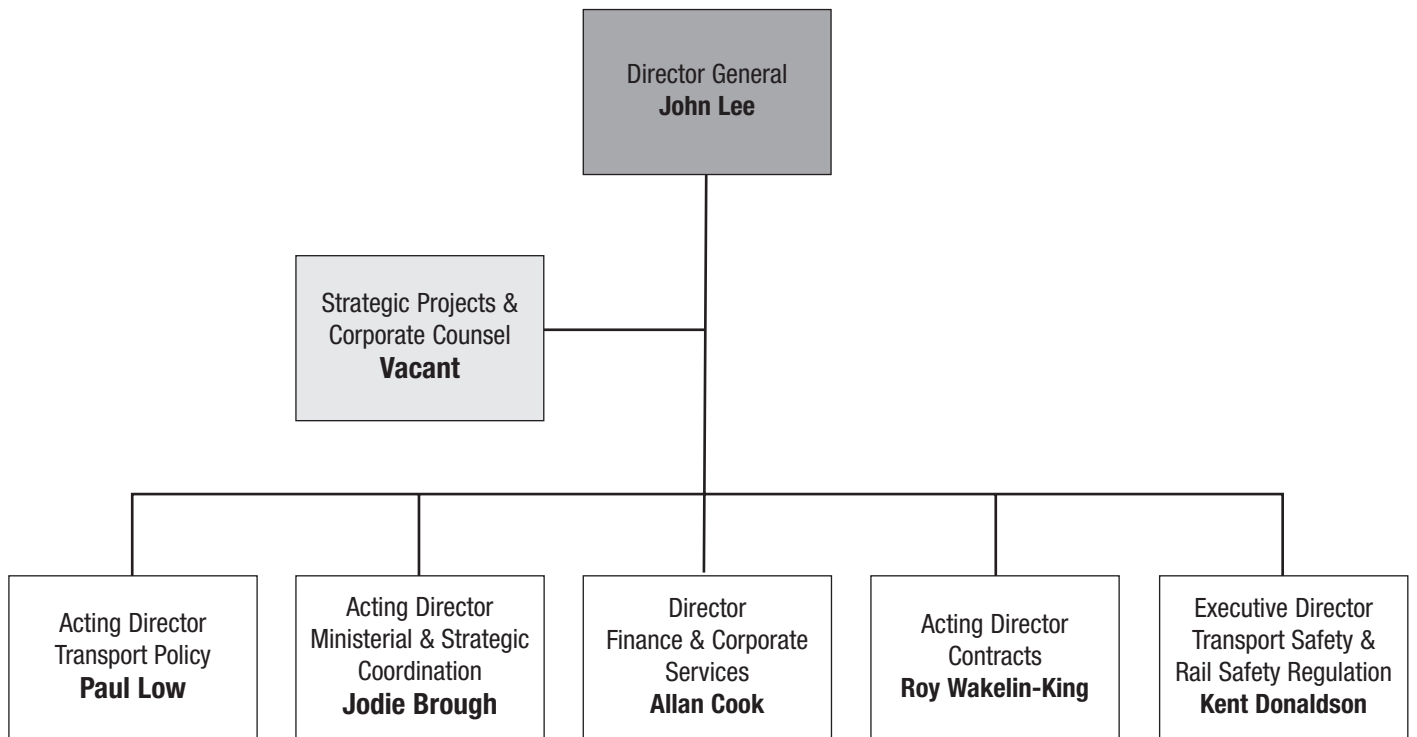 Director General
John Lee
Strategic Projects &
Corporate Counsel
Vacant
Acting Director
Transport Policy
Paul Low
Acting Director
Ministerial & Strategic
Coordination
Jodie Brough
Director
Finance & Corporate
Services
Allan Cook
Acting Director
Contracts
Roy Wakelin-King
Executive Director
Transport Safety &
Rail Safety Regulation
Kent Donaldson